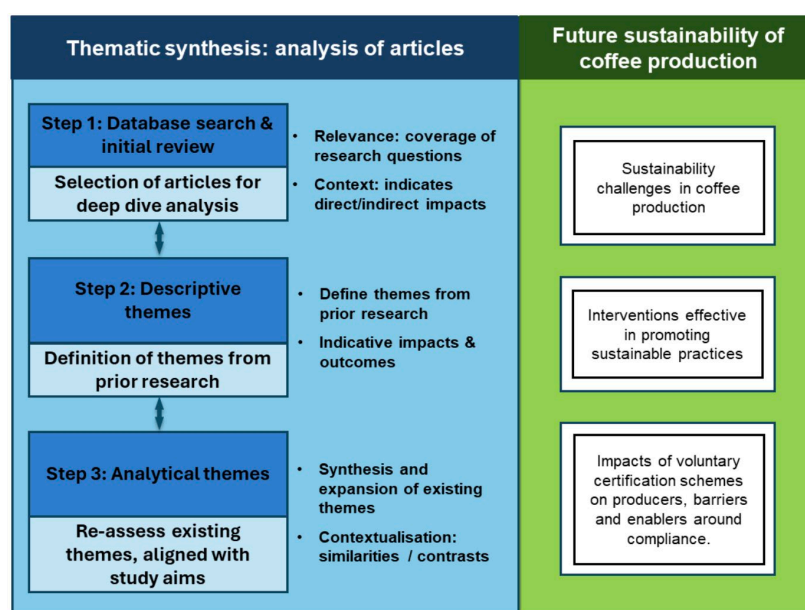 Thematic synthesis: analysis of articles
Step 1: Database search &
initial review
Selection of articles for
deep dive analysis
• Relevance: coverage of
research questions
• Context: indicates
direct/indirect impacts
Step 2: Descriptive
themes
Definition of themes from
prior research
• Define themes from
prior research
• Indicative impacts &
outcomes
Step 3: Analytical themes
Re-assess existing
themes, aligned with
study aims
• Synthesis and
expansion of existing
themes
• Contextualisation:
similarities / contrasts
Future sustainability of
coffee production
Sustainability
challenges in coffee
production
Interventions effective
in promoting
sustainable practices
Impacts of voluntary
certification schemes
on producers, barriers
and enablers around
compliance.